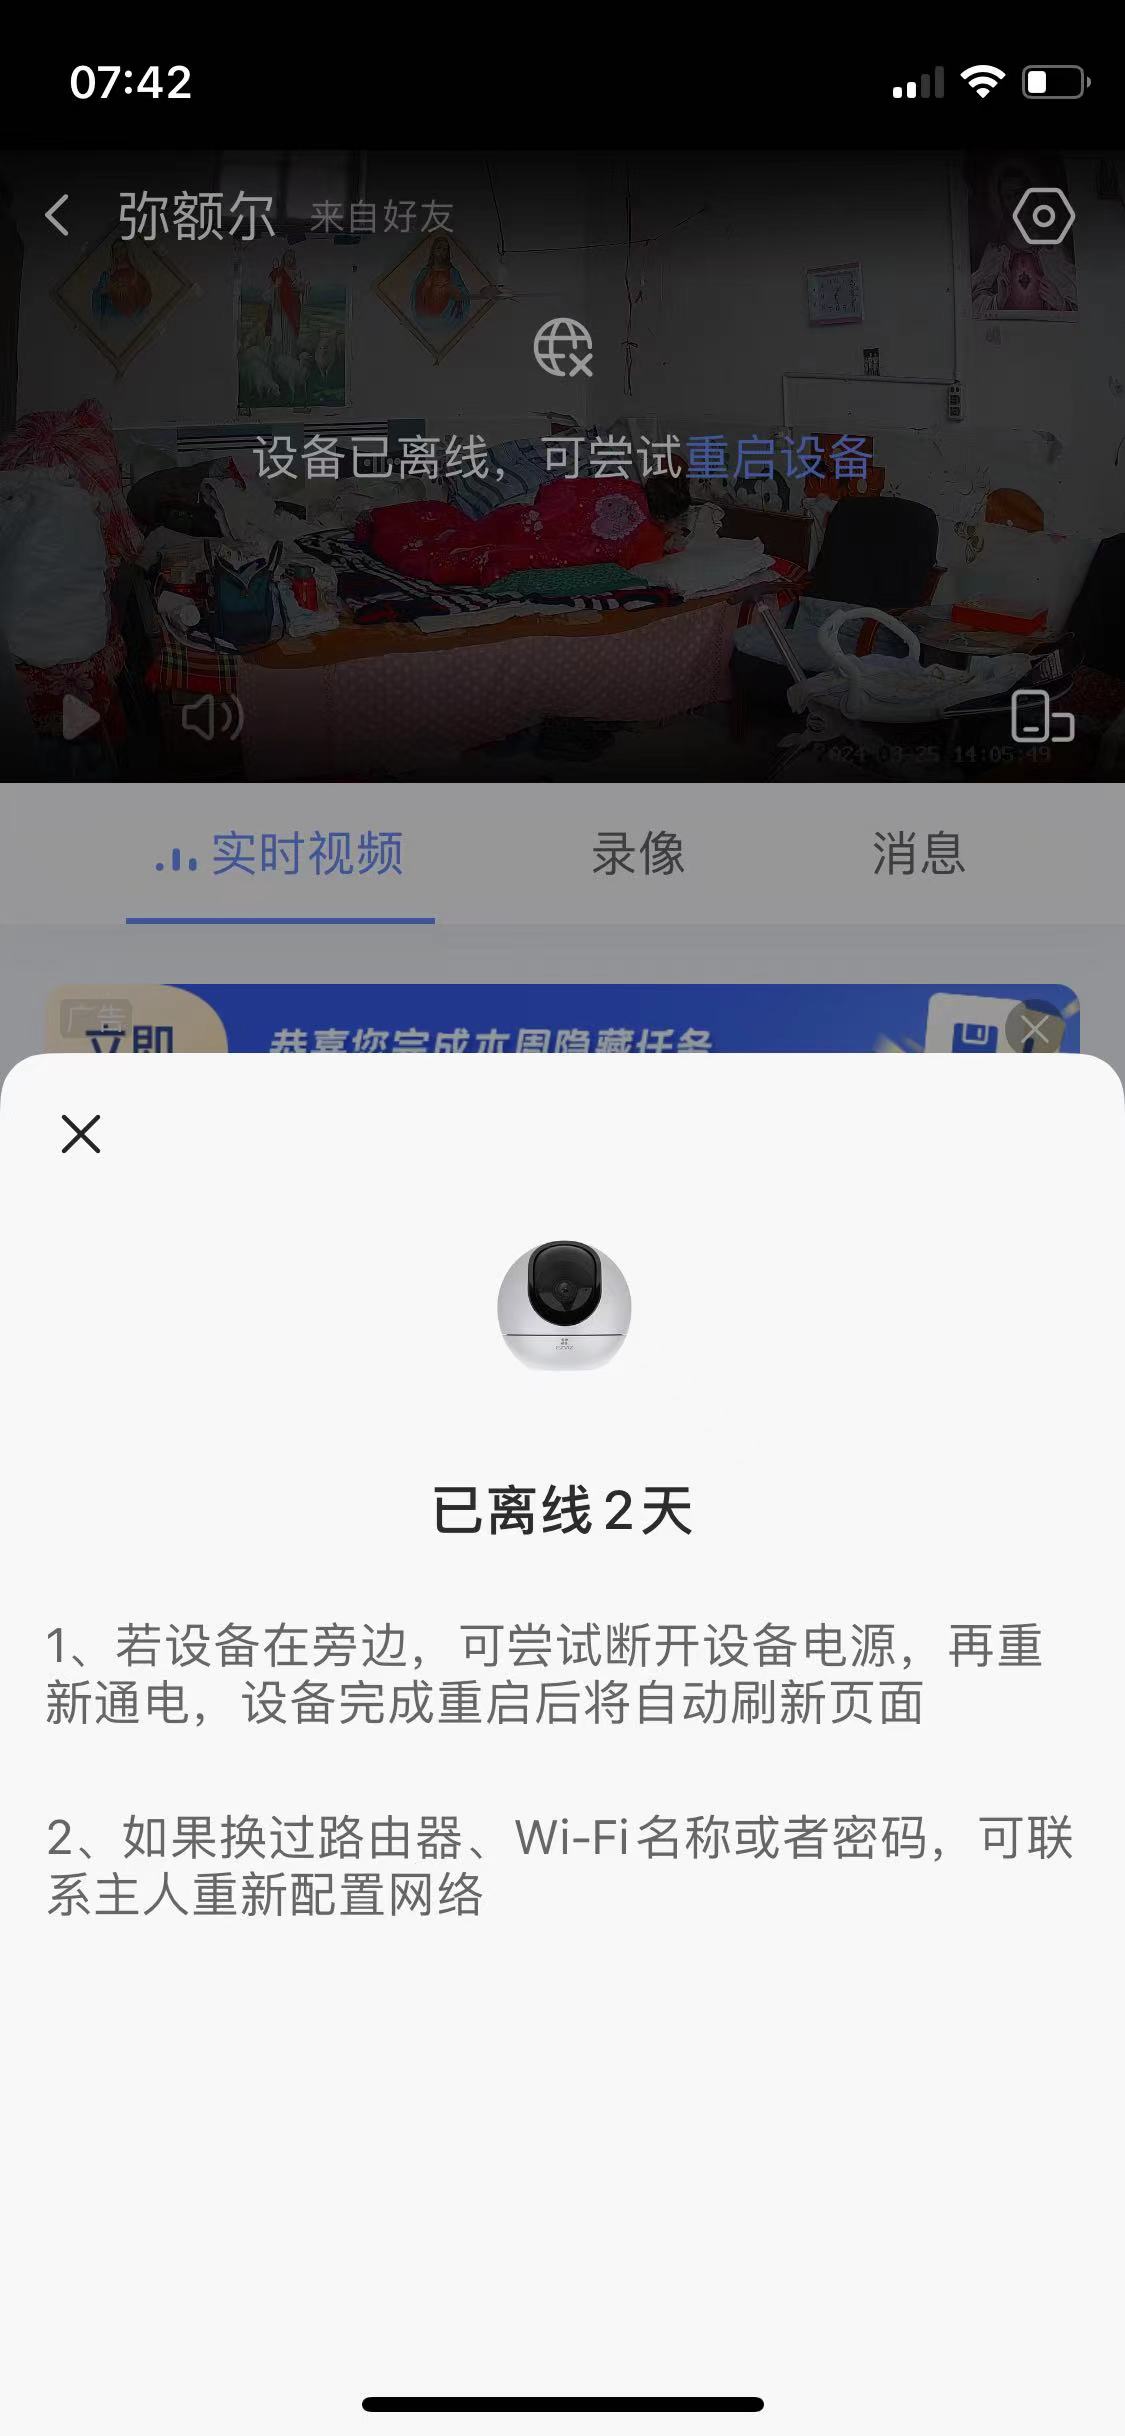 07:42
弥额尔 来自好友
设备已离线，可尝试重启设备
14:05:49
实时视频 录像 消息
广告
立即 恭喜您完成本周隐藏任务
EZVIZ
已离线2天
1、若设备在旁边，可尝试断开设备电源，再重
新通电，设备完成重启后将自动刷新页面
2、如果换过路由器、Wi-Fi名称或者密码，可联
系主人重新配置网络